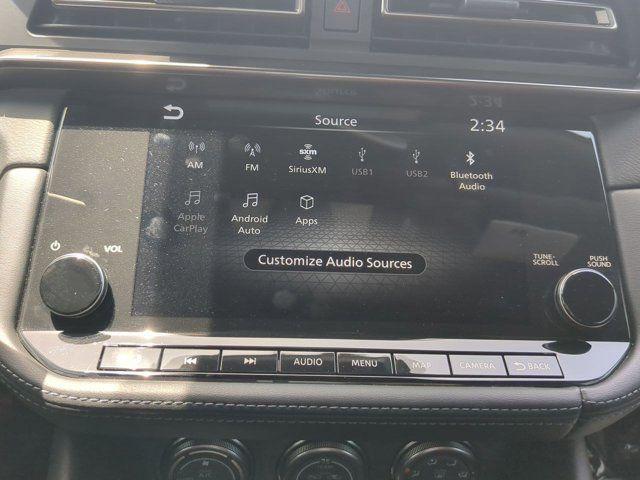 Source
2:34
AM
FM
sxm
SiriusXM
USB1
USB2
Bluetooth
Audio
Apple
CarPlay
Android
Auto
Apps
Customize Audio Sources
VOL
TUNE·
SCROLL
PUSH
SOUND
AUDIO
MENU
MAP
CAMERA
BACK